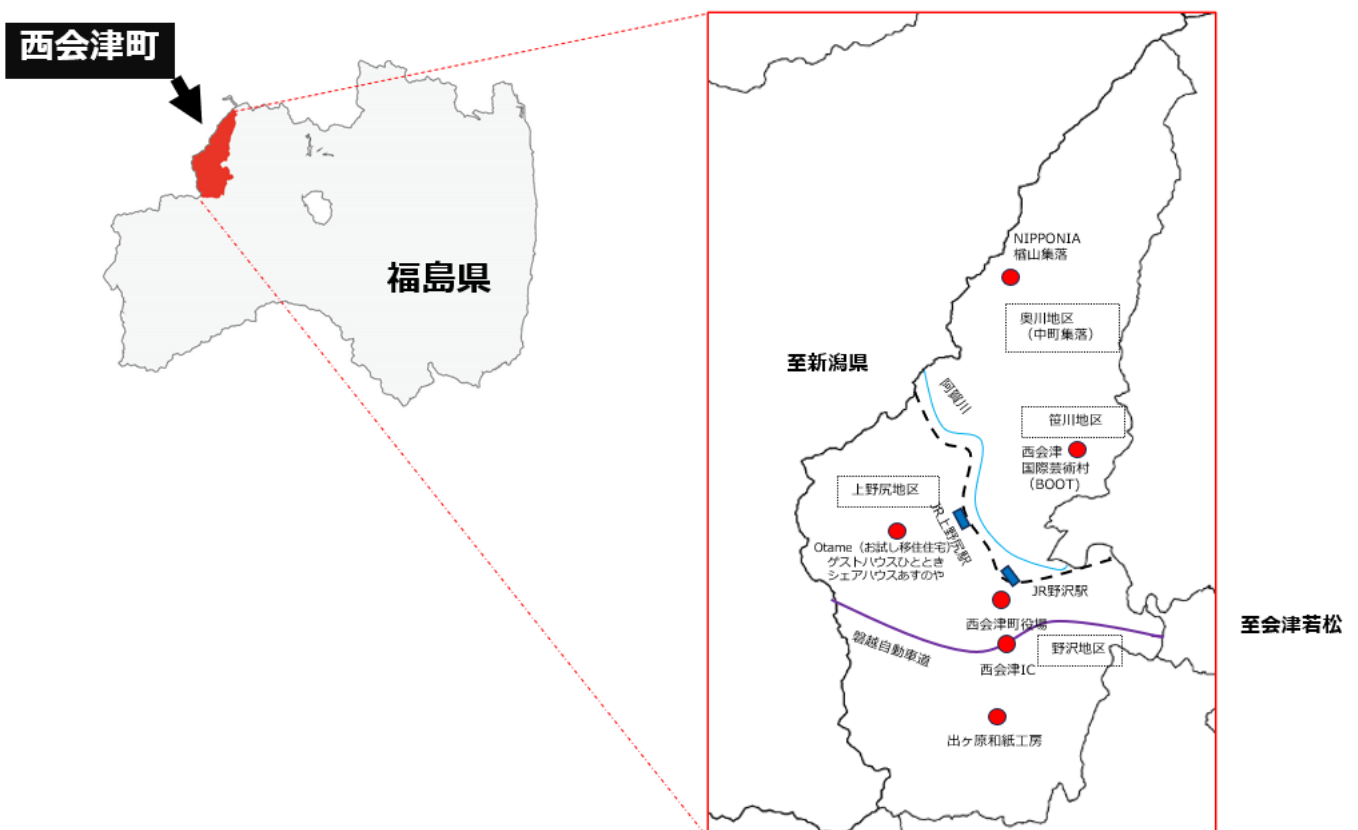 西会津町
福島県
NIPPONIA
楢山集落
奥川地区
（中町集落）
至新潟県
阿賀川
笹川地区
西会津
国際芸術村
（BOOT）
上野尻地区
JR上野尻駅
Otame（お試し移住住宅）
ゲストハウスひととき
シェアハウスあすのや
JR野沢駅
西会津町役場
至会津若松
磐越自動車道
野沢地区
西会津IC
出ヶ原和紙工房